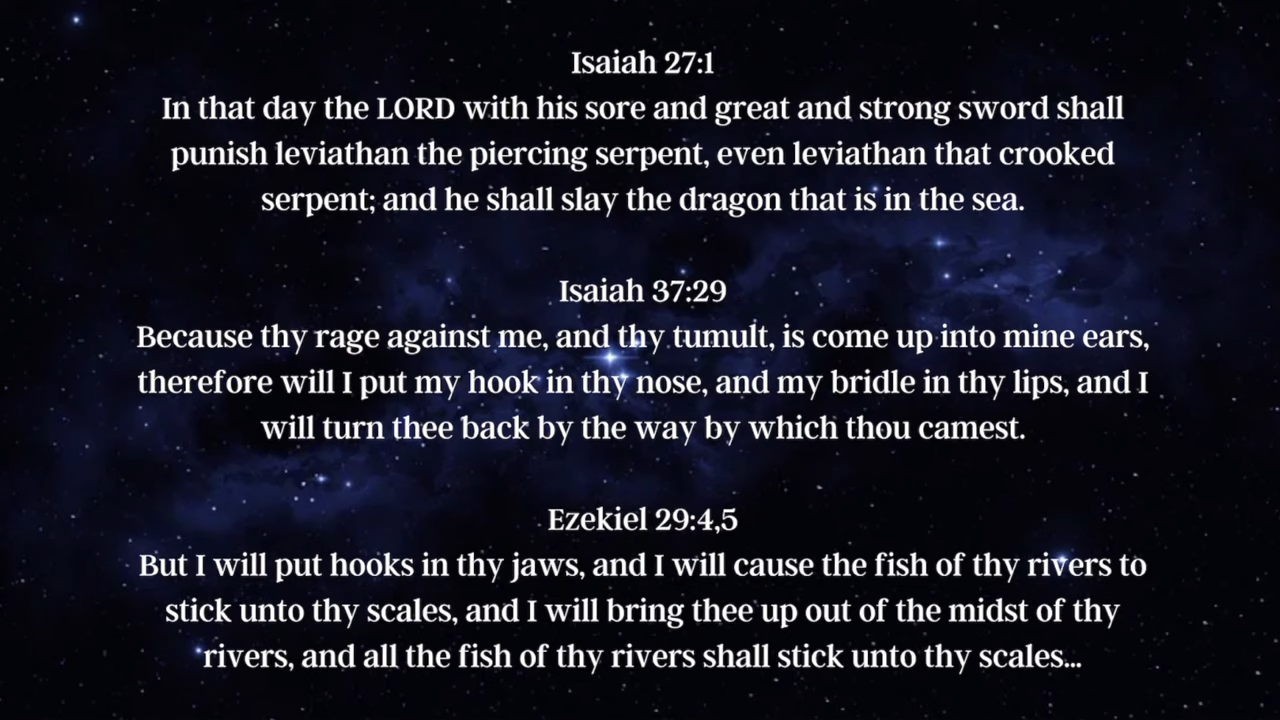 Isaiah 27:1
In that day the LORD with his sore and great and strong sword shall
punish leviathan the piercing serpent, even leviathan that crooked
serpent; and he shall slay the dragon that is in the sea.
Isaiah 37:29
Because thy rage against me, and thy tumult, is come up into mine ears,
therefore will I put my hook in thy nose, and my bridle in thy lips, and I
will turn thee back by the way by which thou camest.
Ezekiel 29:4,5
But I will put hooks in thy jaws, and I will cause the fish of thy rivers to
stick unto thy scales, and I will bring thee up out of the midst of thy
rivers, and all the fish of thy rivers shall stick unto thy scales...